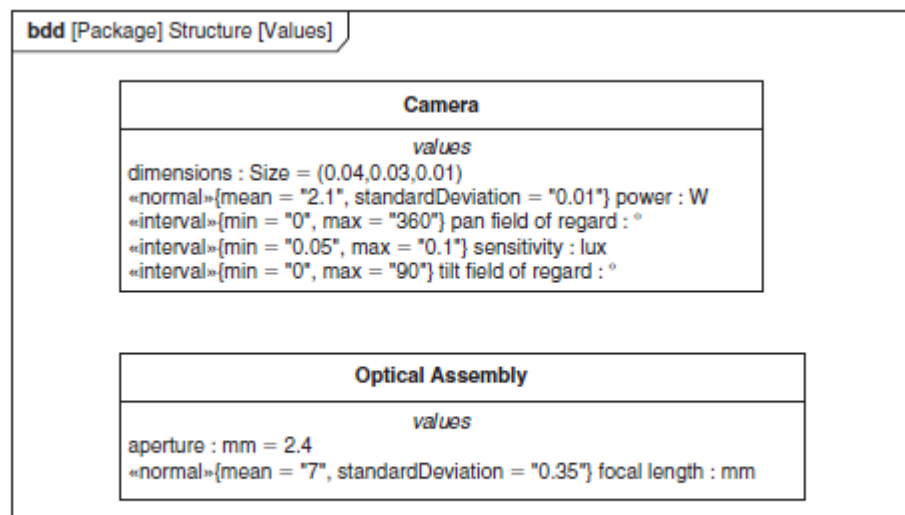 bdd [Package] Structure [Values]
Camera
values
dimensions : Size = (0.04,0.03,0.01)
«normal»{mean = "2.1", standardDeviation = "0.01"} power : W
«interval»{min = "0", max = "360"} pan field of regard : °
«interval»{min = "0.05", max = "0.1"} sensitivity : lux
«interval»{min = "0", max = "90"} tilt field of regard : °
Optical Assembly
values
aperture : mm = 2.4
«normal»{mean = "7", standardDeviation = "0.35"} focal length : mm